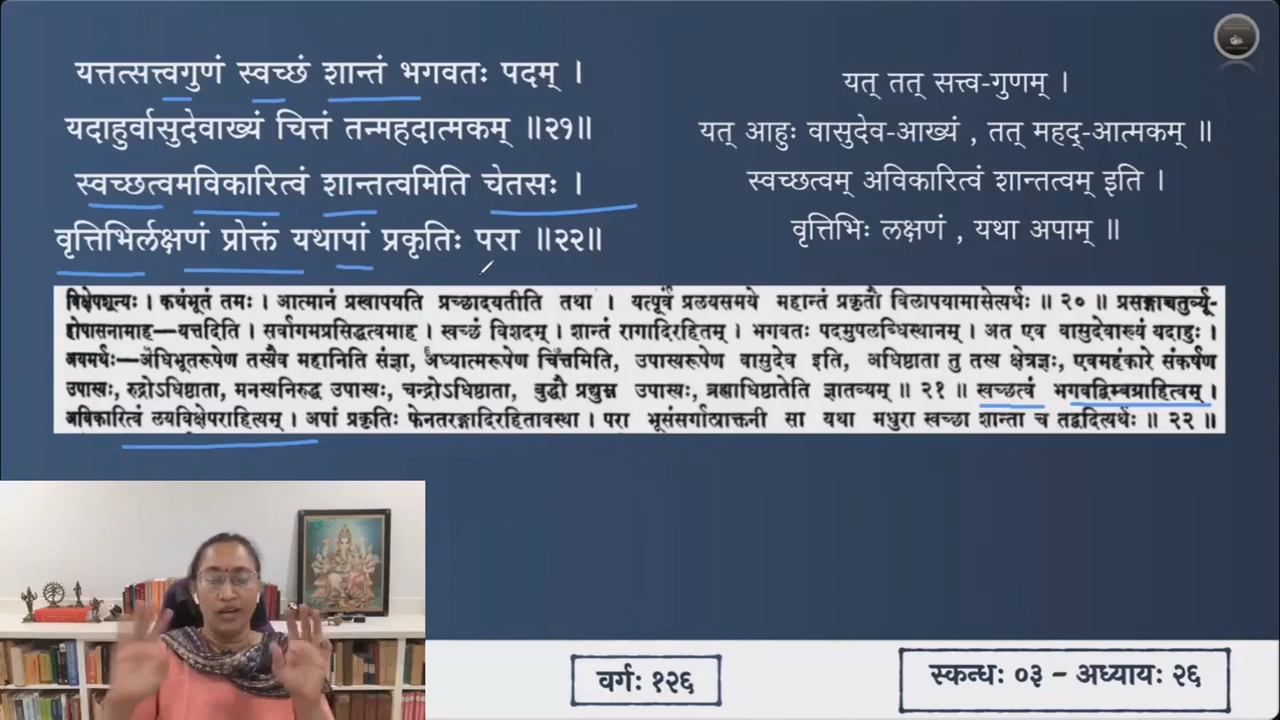 यत्तत्सत्त्वगुणं स्वच्छं शान्तं भगवतः पदम् ।
यदाहुर्वासुदेवाख्यं चित्तं तन्महदात्मकम् ॥२१॥
स्वच्छत्वमविकारित्वं शान्तत्वमिति चेतसः ।
वृत्तिभिर्लक्षणं प्रोक्तं यथापां प्रकृतिः परा ॥२२॥
यत् तत् सत्त्व-गुणम् ।
यत् आहुः वासुदेव-आख्यं , तत् महद्-आत्मकम् ॥
स्वच्छत्वम् अविकारित्वं शान्तत्वम् इति ।
वृत्तिभिः लक्षणं , यथा अपाम् ॥
विक्षेपशून्यः । कथंभूतं तमः । आत्मानं प्रस्वापयति प्रच्छादयतीति तथा । यत्पूर्वं प्रलयसमये महान्तं प्रकृतौ विलापयामासेत्यर्थः ॥ २० ॥ प्रसङ्गाच्चतुर्व्यू-
होपासनामाह—यत्तदिति । सर्वागमप्रसिद्धत्वमाह । स्वच्छं विशदम् । शान्तं रागादिरहितम् । भगवतः पदमुपलब्धिस्थानम् । अत एव वासुदेवाख्यं यदाहुः ।
अयमर्थः—अधिभूतरूपेण तस्यैव महानिति संज्ञा, अध्यात्मरूपेण चित्तमिति, उपास्यरूपेण वासुदेव इति, अधिष्ठाता तु तस्य क्षेत्रज्ञः, एवमहंकारे संकर्षण
उपास्यः, रुद्रोऽधिष्ठाता, मनस्यनिरुद्ध उपास्यः, चन्द्रोऽधिष्ठाता, बुद्धौ प्रद्युम्न उपास्यः, ब्रह्माधिष्ठातेति ज्ञातव्यम् ॥ २१ ॥ स्वच्छत्वं भगवद्बिम्बग्राहित्वम् ।
अविकारित्वं लयविक्षेपराहित्यम् । अपां प्रकृतिः फेनतरङ्गादिरहितावस्था । परा भूसंसर्गात्प्राक्तनी सा यथा मधुरा स्वच्छा शान्ता च तद्वदित्यर्थः ॥ २२ ॥
वर्गः १२६
स्कन्धः ०३ – अध्यायः २६